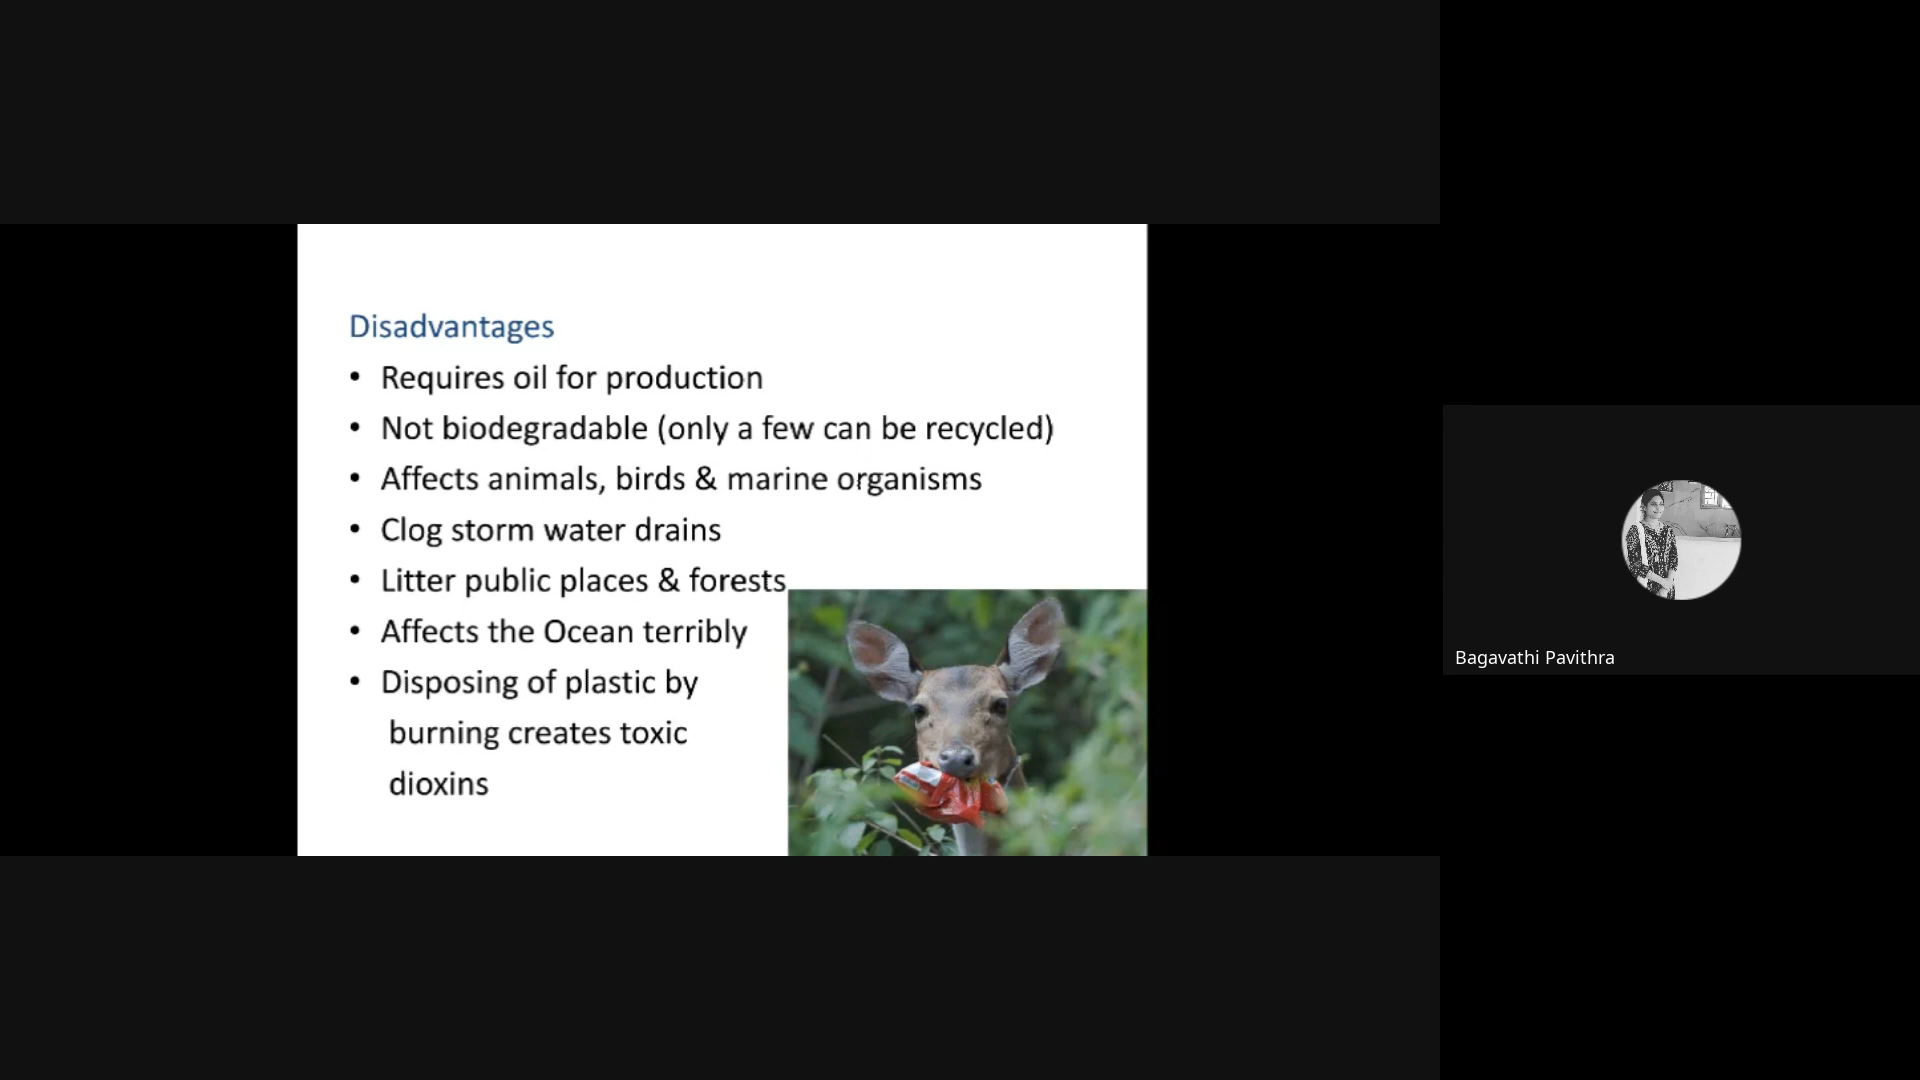 Disadvantages
• Requires oil for production
• Not biodegradable (only a few can be recycled)
• Affects animals, birds & marine organisms
• Clog storm water drains
• Litter public places & forests
• Affects the Ocean terribly
• Disposing of plastic by
burning creates toxic
dioxins
Bagavathi Pavithra